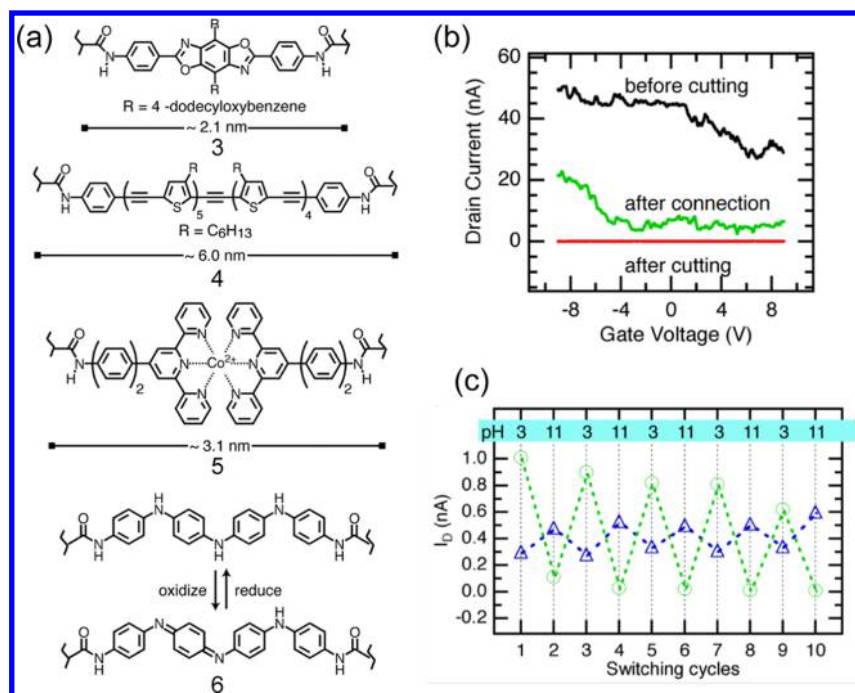 (a)
O
N
H
R
N
O
O
N
R
O
N
H
R = 4 -dodecyloxybenzene
~ 2.1 nm
3
O
N
H
R
S
5
R
S
4
O
N
H
R = C6H13
~ 6.0 nm
4
O
N
H
2
N
N
N
Co2+
N
N
N
2
O
N
H
~ 3.1 nm
5
O
N
H
H
N
N
H
H
N
O
N
H
oxidize
reduce
O
N
H
N
N
H
N
O
N
H
6
(b)
Drain Current (nA)
60
40
20
0
before cutting
after connection
after cutting
-8 -4 0 4 8
Gate Voltage (V)
(c)
pH 3 11 3 11 3 11 3 11 3 11
ID (nA)
1.0
0.8
0.6
0.4
0.2
0.0
-0.2
1 2 3 4 5 6 7 8 9 10
Switching cycles